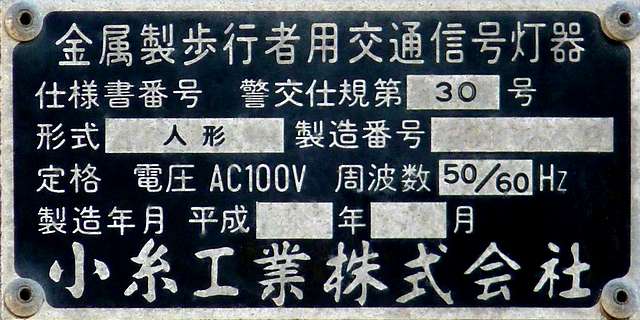 金属製歩行者用交通信号灯器
仕様書番号 警交仕規第 30 号
形式 人形 製造番号
定格 電圧 AC100V 周波数 50/60 Hz
製造年月 平成 年 月
小糸工業株式会社